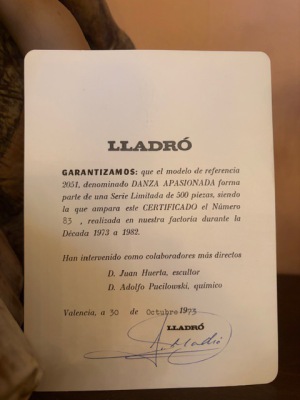 LLADRÓ
GARANTIZAMOS: que el modelo de referencia
2051, denominado DANZA APASIONADA forma
parte de una Serie Limitada de 500 piezas, siendo
la que ampara este CERTIFICADO el Número
83 , realizada en nuestra factoria durante la
Década 1973 a 1982.
Han intervenido como colaboradores más directos
D. Juan Huerta, escultor
D. Adolfo Pucilowski, químico
Valencia, a 30 de Octubre 1973
LLADRÓ